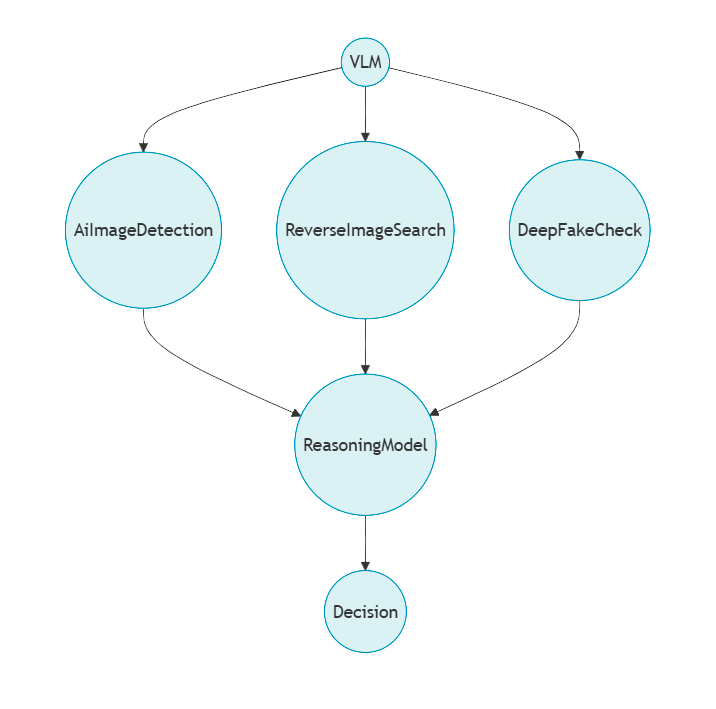 VLM
AiImageDetection
ReverseImageSearch
DeepFakeCheck
ReasoningModel
Decision